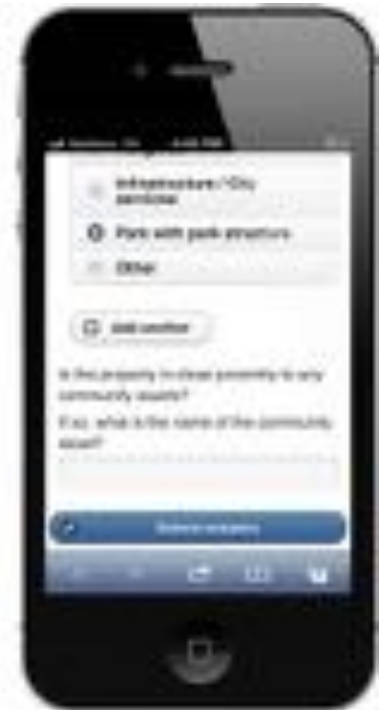 Infrastructure / City
services
Park with park structure
Other
Add another
Is the property in close proximity to any
community assets?
If so, what is the name of the community
asset?